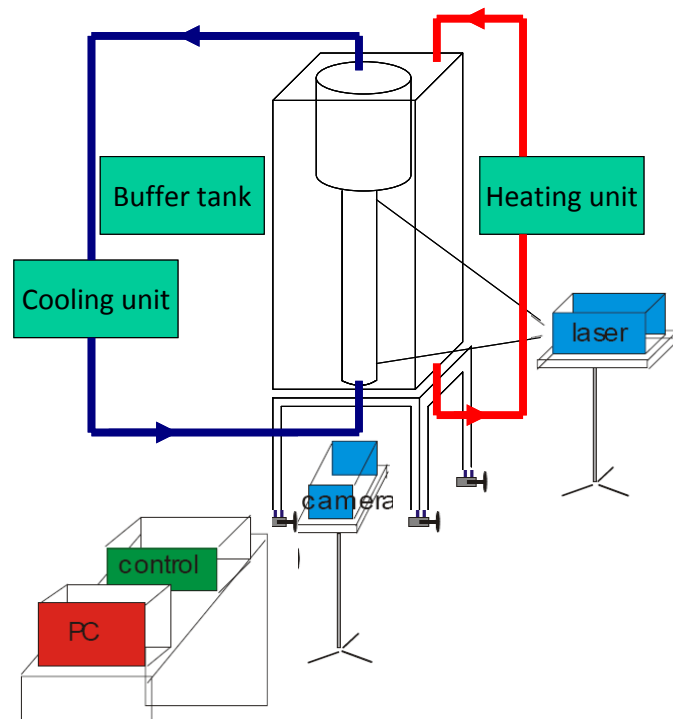 Buffer tank
Heating unit
Cooling unit
laser
camera
control
PC